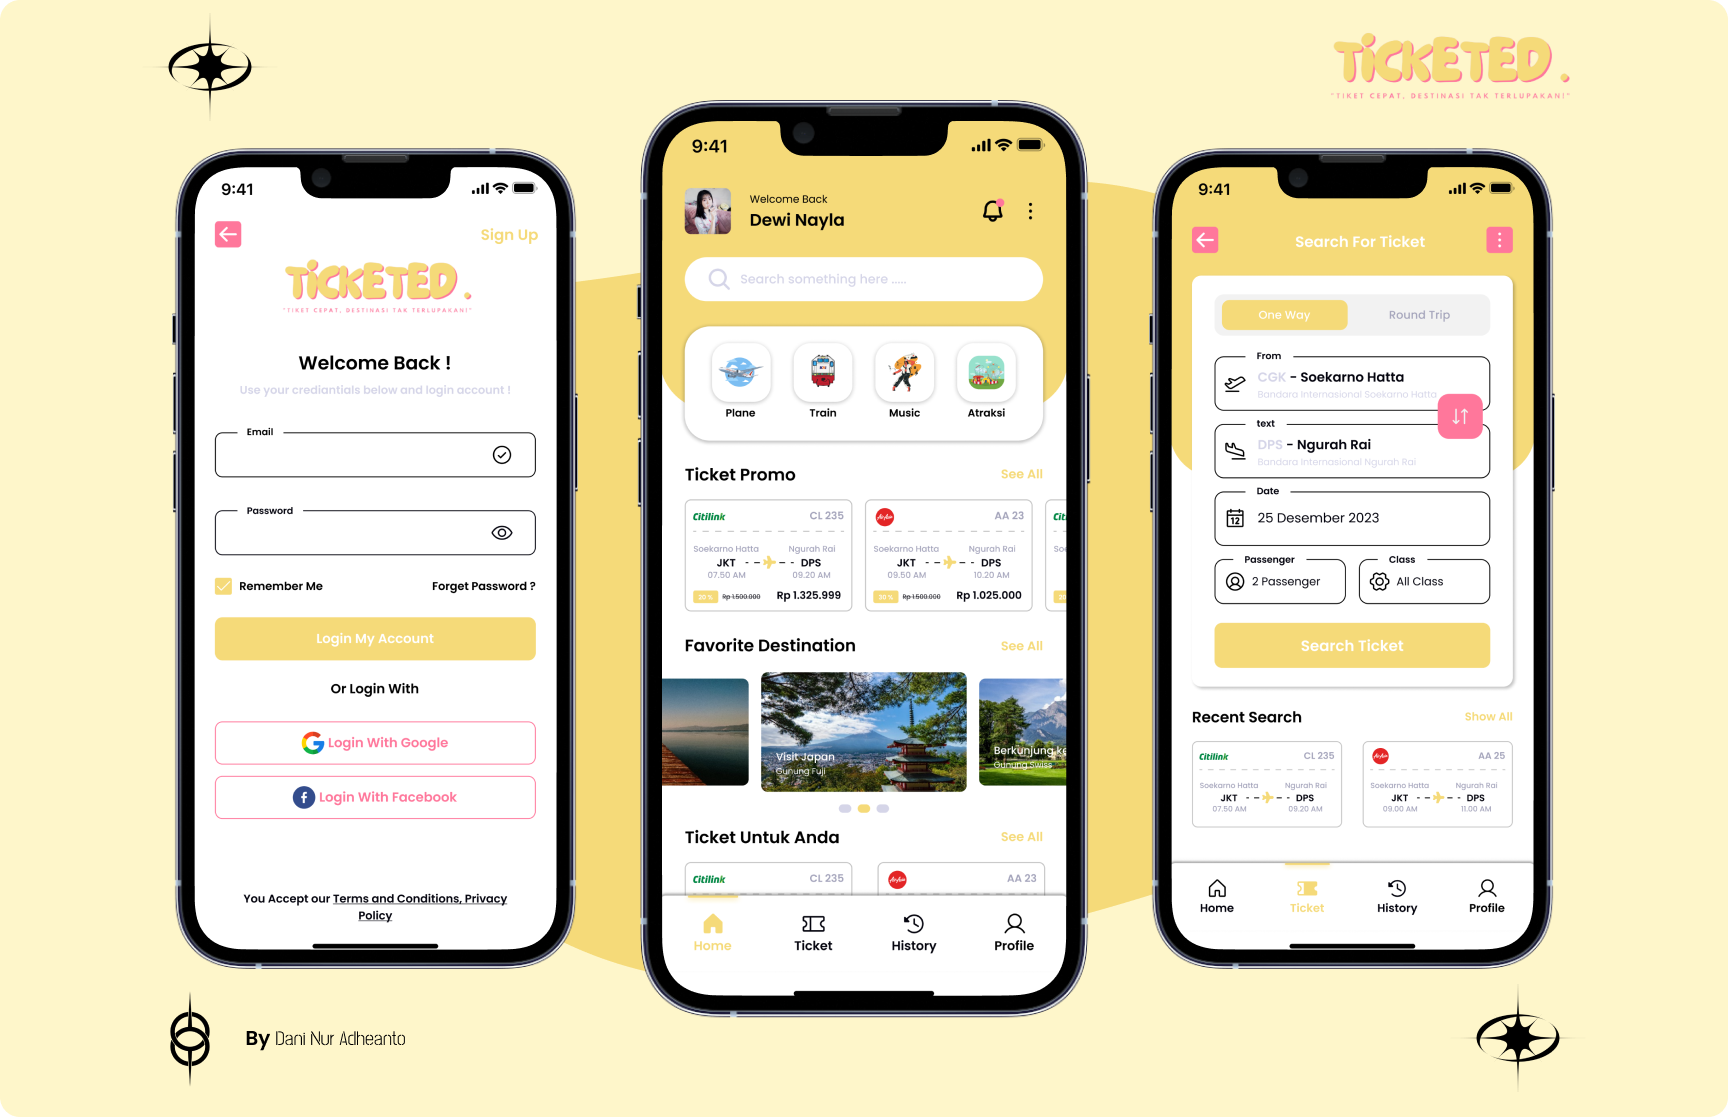 TiCKETED .
"TIKET CEPAT, DESTINASI TAK TERLUPAKAN!"
9:41
Sign Up
TiCKETED .
"TIKET CEPAT, DESTINASI TAK TERLUPAKAN!"
Welcome Back !
Use your crediantials below and login account !
Email
Password
Remember Me
Forget Password ?
Login My Account
Or Login With
Login With Google
Login With Facebook
You Accept our Terms and Conditions, Privacy
Policy
9:41
Welcome Back
Dewi Nayla
Search something here .....
Plane
Train
Music
Atraksi
Ticket Promo
See All
Citilink
CL 235
Soekarno Hatta
Ngurah Rai
JKT
DPS
07.50 AM
09.20 AM
20 %
Rp 1.500.000
Rp 1.325.999
AirAsia
AA 23
Soekarno Hatta
Ngurah Rai
JKT
DPS
09.50 AM
10.20 AM
30 %
Rp 1.500.000
Rp 1.025.000
Favorite Destination
See All
Visit Japan
Gunung Fuji
Berkunjung ke
Gunung Swiss
Ticket Untuk Anda
See All
Citilink
CL 235
AirAsia
AA 23
Home
Ticket
History
Profile
9:41
Search For Ticket
One Way
Round Trip
From
CGK - Soekarno Hatta
Bandara Internasional Soekarno Hatta
text
DPS - Ngurah Rai
Bandara Internasional Ngurah Rai
Date
12
25 Desember 2023
Passenger
2 Passenger
Class
All Class
Search Ticket
Recent Search
Show All
Citilink
CL 235
Soekarno Hatta
Ngurah Rai
JKT
DPS
07.50 AM
09.20 AM
AirAsia
AA 25
Soekarno Hatta
Ngurah Rai
JKT
DPS
09.00 AM
11.00 AM
Home
Ticket
History
Profile
By Dani Nur Adheanto